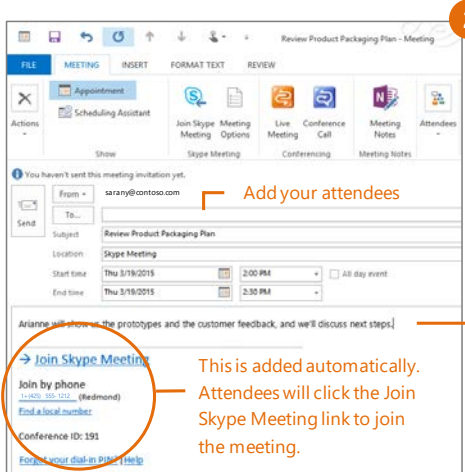 Review Product Packaging Plan - Meeting
FILE MEETING INSERT FORMAT TEXT REVIEW
Actions
Appointment
Scheduling Assistant
Show
Join Skype Meeting
Meeting Options
Skype Meeting
Live Meeting
Conference Call
Conferencing
Meeting Notes
Meeting Notes
Attendees
You haven't sent this meeting invitation yet.
Send
From sarany@contoso.com
Add your attendees
To...
Subject Review Product Packaging Plan
Location Skype Meeting
Start time Thu 3/19/2015 2:00 PM All day event
End time Thu 3/19/2015 2:30 PM
Arianne will show us the prototypes and the customer feedback, and we'll discuss next steps.
→ Join Skype Meeting
Join by phone
1+(425) 555-1212 (Redmond)
Find a local number
Conference ID: 191
Forgot your dial-in PIN? | Help
This is added automatically.
Attendees will click the Join
Skype Meeting link to join
the meeting.